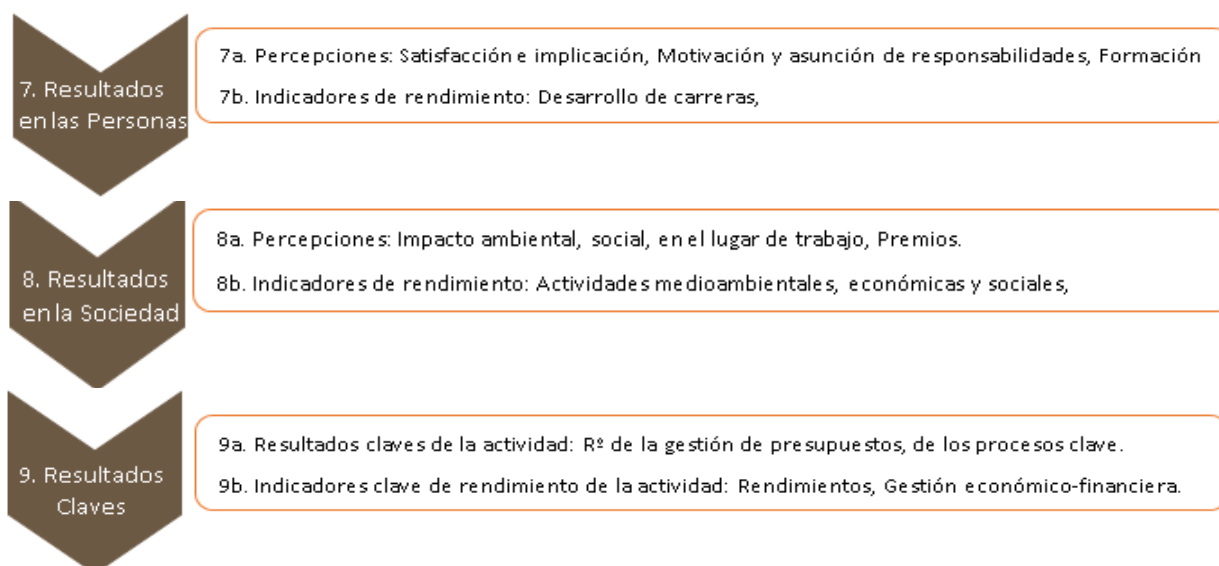 7. Resultados
en las Personas
7a. Percepciones: Satisfacción e implicación, Motivación y asunción de responsabilidades, Formación
7b. Indicadores de rendimiento: Desarrollo de carreras,
8. Resultados
en la Sociedad
8a. Percepciones: Impacto ambiental, social, en el lugar de trabajo, Premios.
8b. Indicadores de rendimiento: Actividades medioambientales, económicas y sociales,
9. Resultados
Claves
9a. Resultados claves de la actividad: Rº de la gestión de presupuestos, de los procesos clave.
9b. Indicadores clave de rendimiento de la actividad: Rendimientos, Gestión económico-financiera.